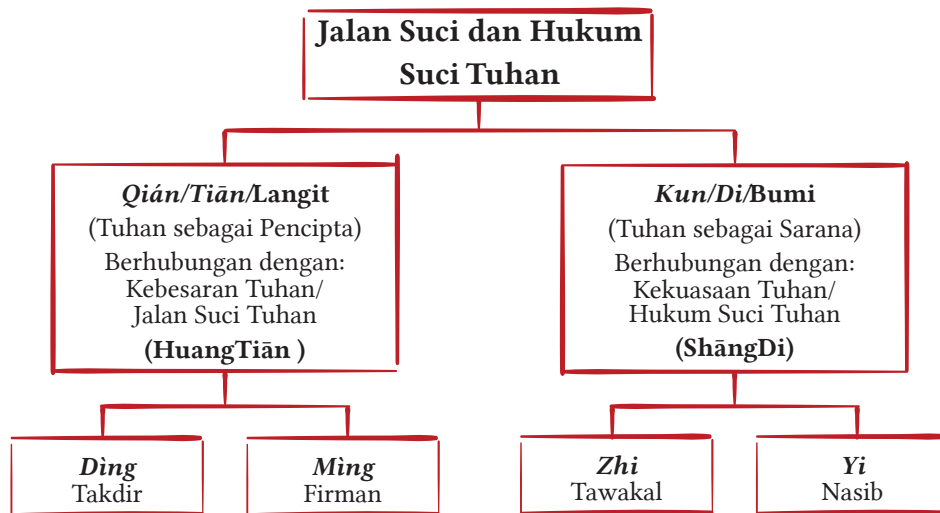 Jalan Suci dan Hukum
Suci Tuhan
Qián/Tiān/Langit
(Tuhan sebagai Pencipta)
Berhubungan dengan:
Kebesaran Tuhan/
Jalan Suci Tuhan
(HuangTiān )
Kun/Di/Bumi
(Tuhan sebagai Sarana)
Berhubungan dengan:
Kekuasaan Tuhan/
Hukum Suci Tuhan
(ShāngDi)
Dìng
Takdir
Mìng
Firman
Zhi
Tawakal
Yi
Nasib